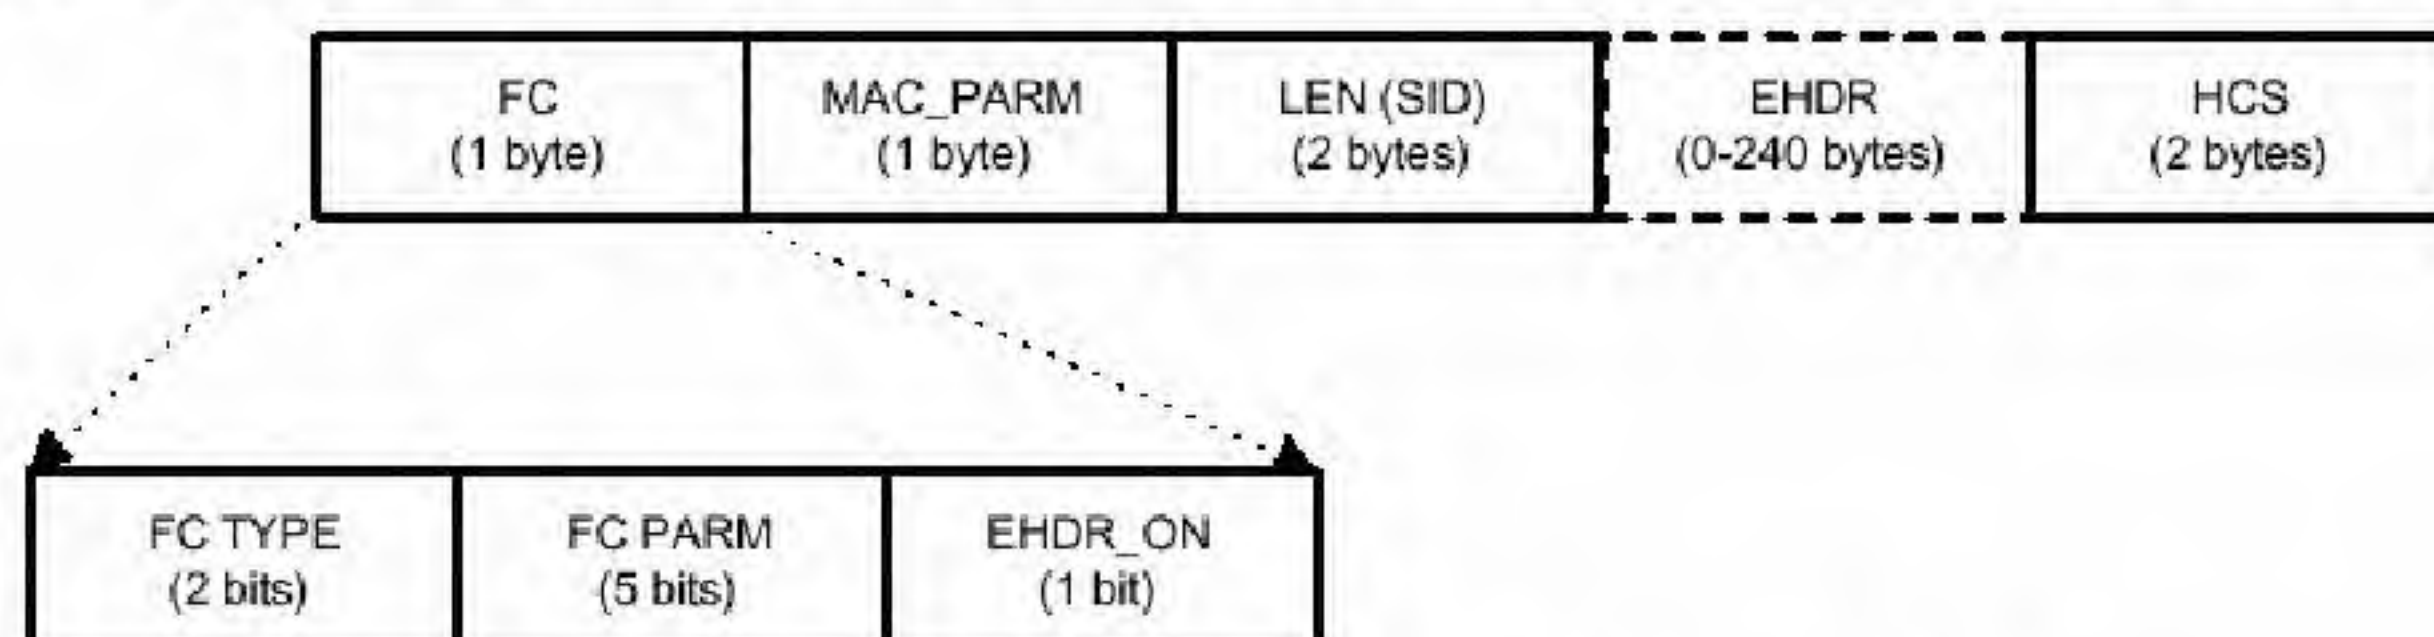 FC
(1 byte)
MAC_PARM
(1 byte)
LEN (SID)
(2 bytes)
EHDR
(0-240 bytes)
HCS
(2 bytes)
FC TYPE
(2 bits)
FC PARM
(5 bits)
EHDR_ON
(1 bit)